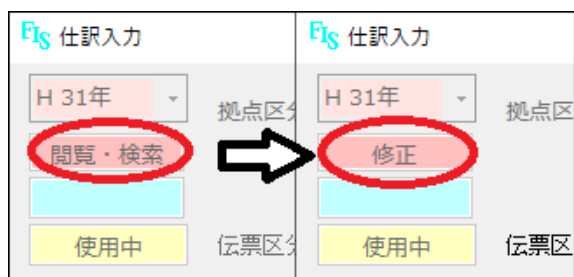 FIS 仕訳入力
H 31年
拠点区分
閲覧・検索
使用中
伝票区分
FIS 仕訳入力
H 31年
拠点区
修正
使用中
伝票区